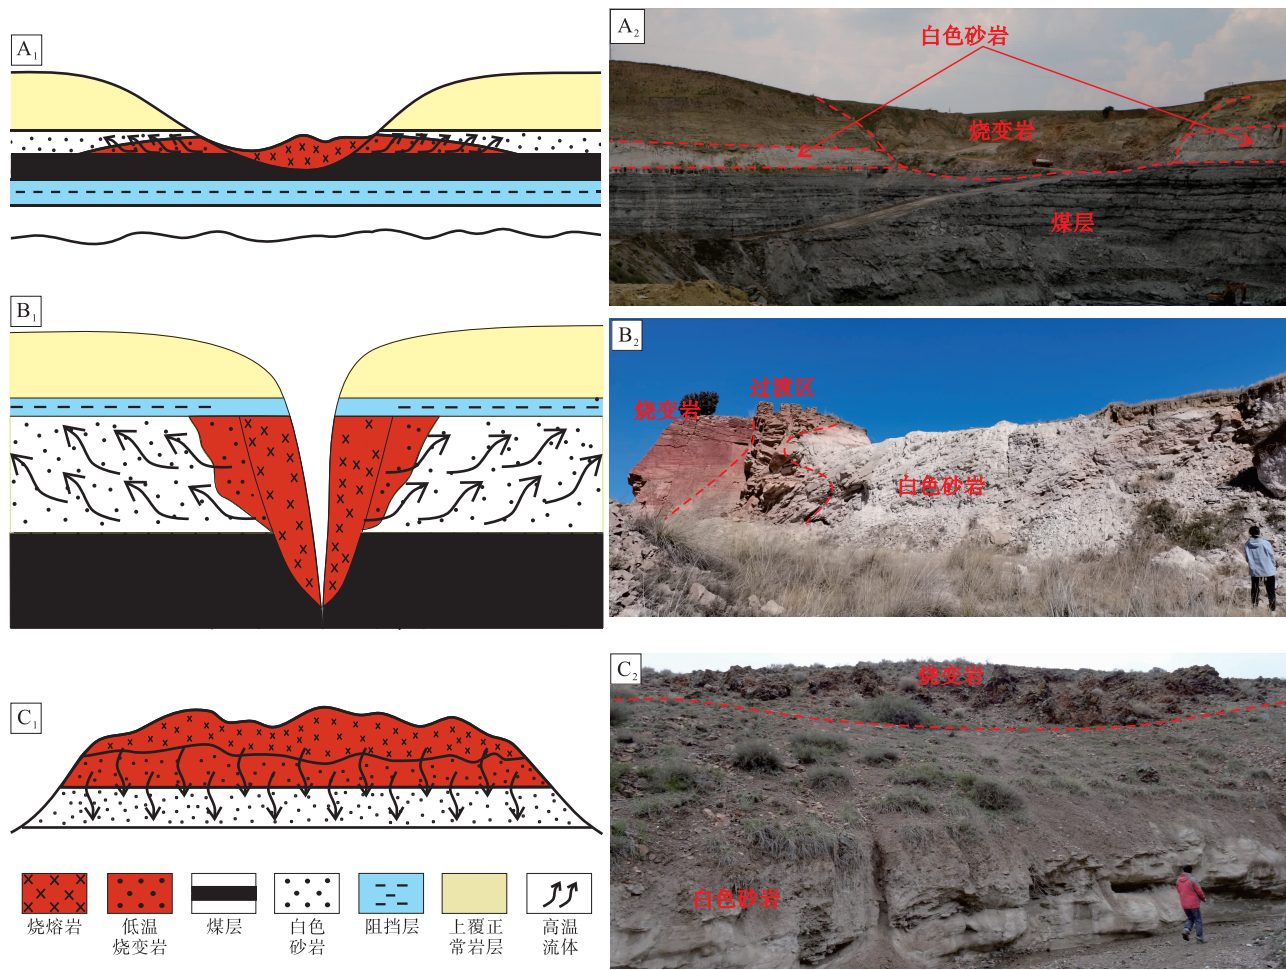 A1
A2
白色砂岩
烧变岩
煤层
B1
B2
过渡区
烧变岩
白色砂岩
C1
C2
烧变岩
白色砂岩
烧熔岩
低温
烧变岩
煤层
白色
砂岩
阻挡层
上覆正
常岩层
高温
流体